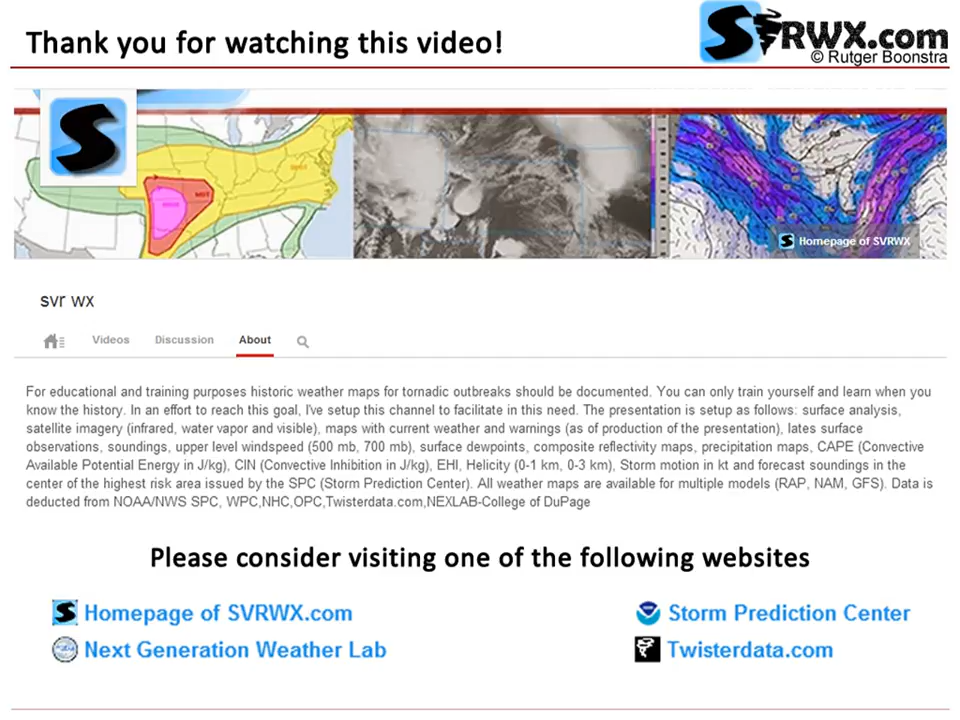 Thank you for watching this video!
SVRWX.com
© Rutger Boonstra
Homepage of SVRWX
svr wx
Videos Discussion About
For educational and training purposes historic weather maps for tornadic outbreaks should be documented. You can only train yourself and learn when you
know the history. In an effort to reach this goal, I've setup this channel to facilitate in this need. The presentation is setup as follows: surface analysis,
satellite imagery (infrared, water vapor and visible), maps with current weather and warnings (as of production of the presentation), lates surface
observations, soundings, upper level windspeed (500 mb, 700 mb), surface dewpoints, composite reflectivity maps, precipitation maps, CAPE (Convective
Available Potential Energy in J/kg), CIN (Convective Inhibition in J/kg), EHI, Helicity (0-1 km, 0-3 km), Storm motion in kt and forecast soundings in the
center of the highest risk area issued by the SPC (Storm Prediction Center). All weather maps are available for multiple models (RAP, NAM, GFS). Data is
deducted from NOAA/NWS SPC, WPC,NHC,OPC,Twisterdata.com,NEXLAB-College of DuPage
Please consider visiting one of the following websites
Homepage of SVRWX.com
Storm Prediction Center
Next Generation Weather Lab
Twisterdata.com